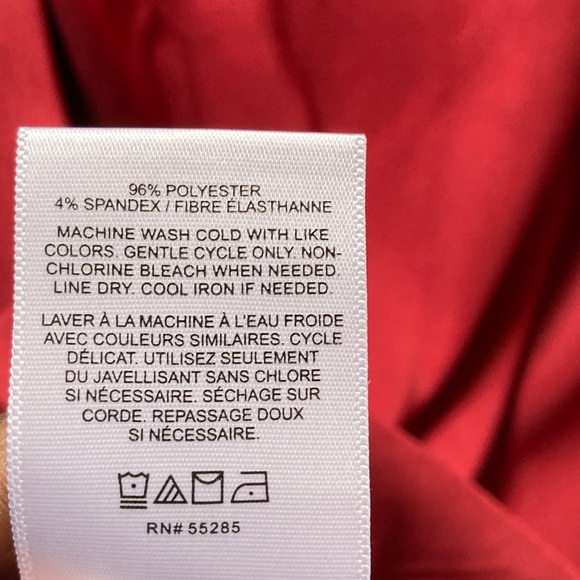 96% POLYESTER
4% SPANDEX / FIBRE ÉLASTHANNE
MACHINE WASH COLD WITH LIKE
COLORS. GENTLE CYCLE ONLY. NON-
CHLORINE BLEACH WHEN NEEDED.
LINE DRY. COOL IRON IF NEEDED.
LAVER À LA MACHINE À L'EAU FROIDE
AVEC COULEURS SIMILAIRES. CYCLE
DÉLICAT. UTILISEZ SEULEMENT
DU JAVELLISANT SANS CHLORE
SI NÉCESSAIRE. SÉCHAGE SUR
CORDE. REPASSAGE DOUX
SI NÉCESSAIRE.
RN# 55285